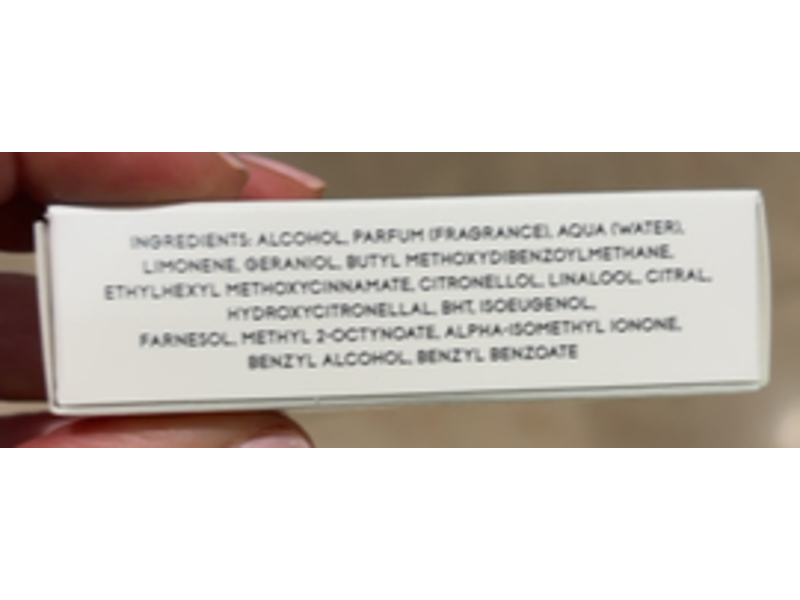 INGREDIENTS: ALCOHOL, PARFUM (FRAGRANCE), AQUA (WATER),
LIMONENE, GERANIOL, BUTYL METHOXYDIBENZOYLMETHANE,
ETHYLHEXYL METHOXYCINNAMATE, CITRONELLOL, LINALOOL, CITRAL,
HYDROXYCITRONELLAL, BHT, ISOEUGENOL,
FARNESOL, METHYL 2-OCTYNOATE, ALPHA-ISOMETHYL IONONE,
BENZYL ALCOHOL, BENZYL BENZOATE